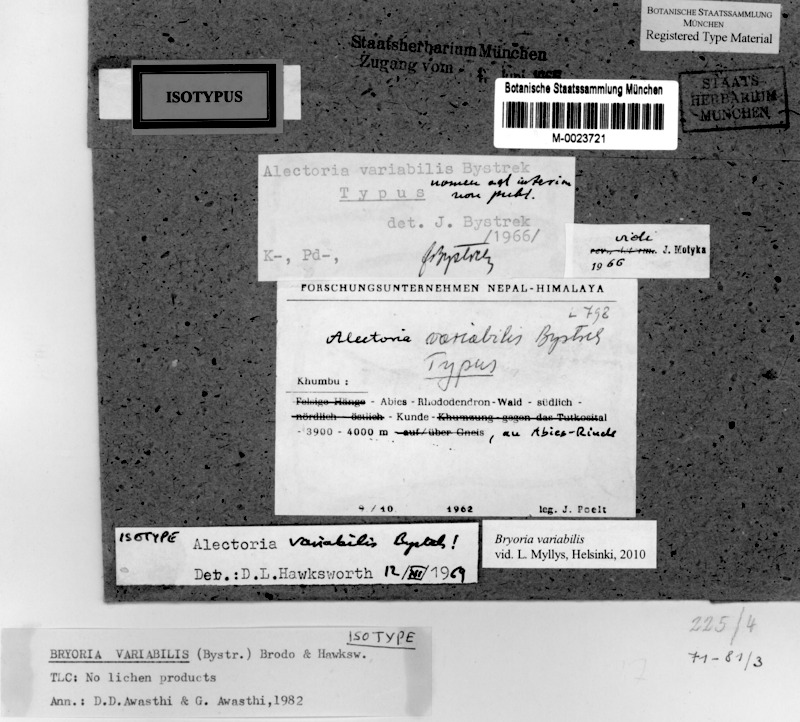 BOTANISCHE STAATSSAMMLUNG
MÜNCHEN
Registered Type Material
Staatsherbarium München
Zugang vom
ISOTYPUS
Botanische Staatssammlung München
M-0023721
STAATS-
HERBARIUM
MÜNCHEN
Alectoria variabilis Bystrek
Typus nomen ad interim
non publ.
det. J. Bystrek
/1966/
K-, Pd-, JBystrek
vidi
rev., determ. J. Motyka
1966
FORSCHUNGSUNTERNEHMEN NEPAL-HIMALAYA
L 798
Alectoria variabilis Bystrek
Typus
Khumbu :
Felsige Hänge - Abies - Rhododendron-Wald - südlich -
nördlich - östlich - Kunde - Khumzung - gegen das Tutkosital
- 3900 - 4000 m - auf/über Gneis, an Abies-Rinde
9 / 10. 1962 leg. J. Poelt
ISOTYPE Alectoria variabilis Bystrek!
Det.: D.L.Hawksworth 12/XII/1969
Bryoria variabilis
vid. L. Myllys, Helsinki, 2010
225/4
71-81/3
ISOTYPE
BRYORIA VARIABILIS (Bystr.) Brodo & Hawksw.
TLC: No lichen products
Ann.: D.D.Awasthi & G. Awasthi,1982